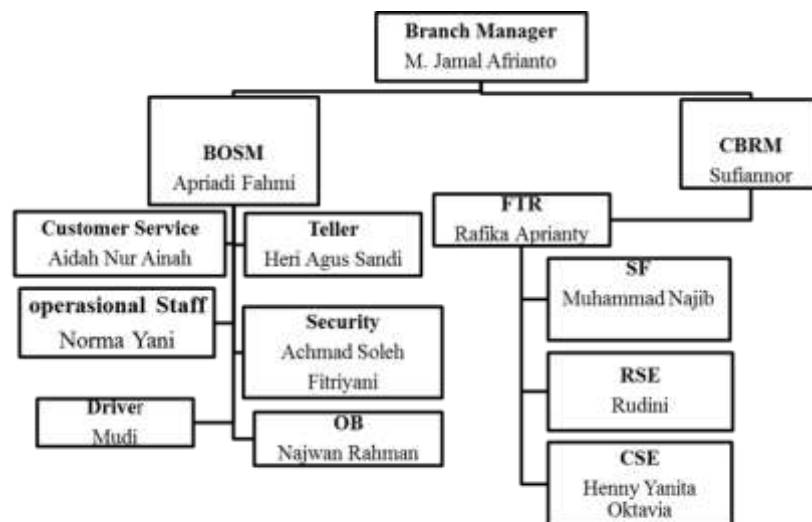 Branch Manager
M. Jamal Afrianto
BOSM
Apriadi Fahmi
CBRM
Sufiannor
Customer Service
Aidah Nur Ainah
Teller
Heri Agus Sandi
FTR
Rafika Aprianty
operasional Staff
Norma Yani
Security
Achmad Soleh
Fitriyani
SF
Muhammad Najib
RSE
Rudini
Driver
Mudi
OB
Najwan Rahman
CSE
Henny Yanita
Oktavia